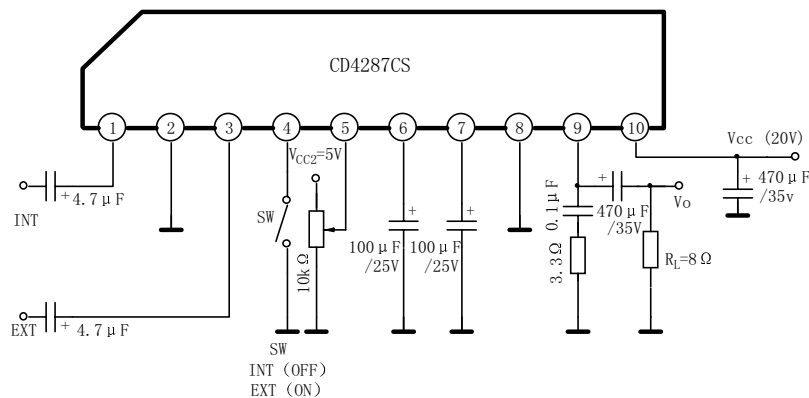 CD4287CS
1 2 3 4 5 6 7 8 9 10
V_CC2=5V
Vcc (20V)
+ 4.7μF
INT
SW
10kΩ
+
100μF
/25V
+
100μF
/25V
0.1μF
3.3Ω
+
470μF
/35V
Vo
+ 470μF
/35v
R_L=8Ω
EXT
+ 4.7μF
SW
INT (OFF)
EXT (ON)